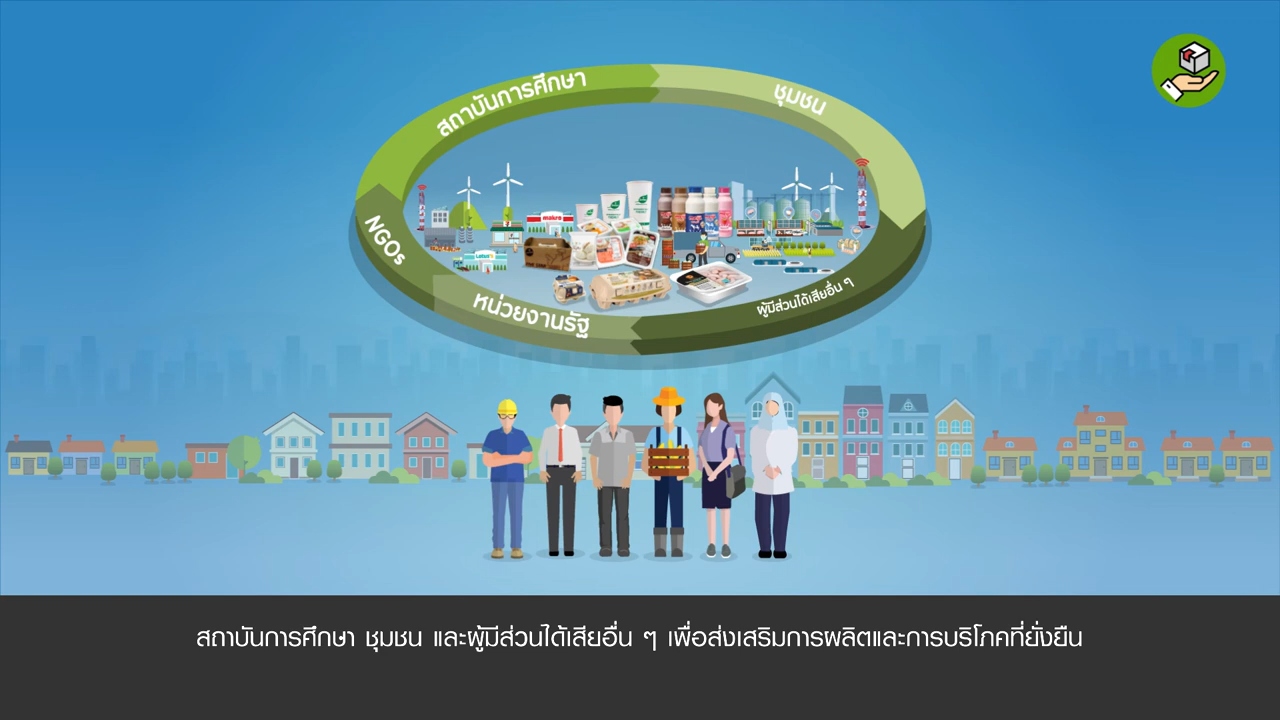 สถาบันการศึกษา
ชุมชน
NGOs
makro
Lotus's
หน่วยงานรัฐ
ผู้มีส่วนได้เสียอื่น ๆ
สถาบันการศึกษา ชุมชน และผู้มีส่วนได้เสียอื่น ๆ เพื่อส่งเสริมการผลิตและการบริโภคที่ยั่งยืน